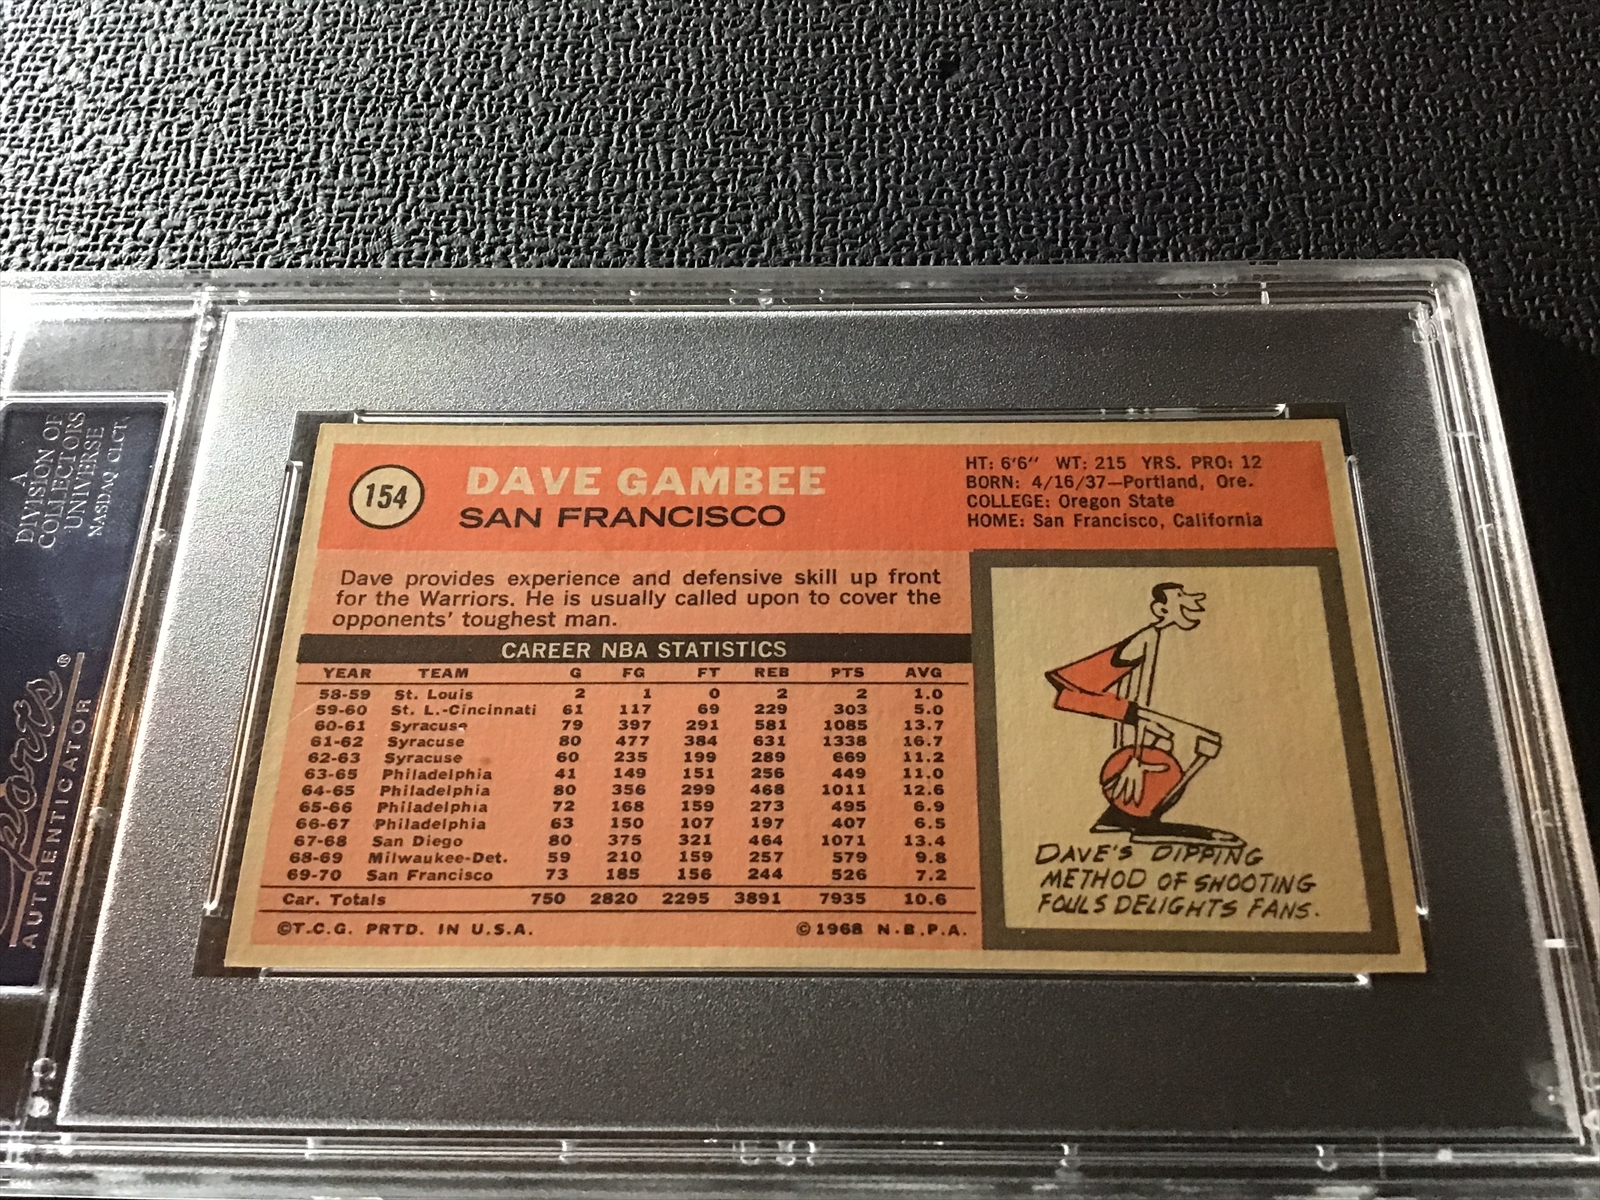 A
DIVISION OF
COLLECTORS
UNIVERSE
NASDAQ CLCT
Sports®
AUTHENTICATOR
154
DAVE GAMBEE
SAN FRANCISCO
HT: 6'6" WT: 215 YRS. PRO: 12
BORN: 4/16/37—Portland, Ore.
COLLEGE: Oregon State
HOME: San Francisco, California
Dave provides experience and defensive skill up front
for the Warriors. He is usually called upon to cover the
opponents' toughest man.
CAREER NBA STATISTICS
YEAR TEAM G FG FT REB PTS AVG
58-59 St. Louis 2 1 0 2 2 1.0
59-60 St. L.-Cincinnati 61 117 69 229 303 5.0
60-61 Syracuse 79 397 291 581 1085 13.7
61-62 Syracuse 80 477 384 631 1338 16.7
62-63 Syracuse 60 235 199 289 669 11.2
63-65 Philadelphia 41 149 151 256 449 11.0
64-65 Philadelphia 80 356 299 468 1011 12.6
65-66 Philadelphia 72 168 159 273 495 6.9
66-67 Philadelphia 63 150 107 197 407 6.5
67-68 San Diego 80 375 321 464 1071 13.4
68-69 Milwaukee-Det. 59 210 159 257 579 9.8
69-70 San Francisco 73 185 156 244 526 7.2
Car. Totals 750 2820 2295 3891 7935 10.6
©T.C.G. PRTD. IN U.S.A. ©1968 N.B.P.A.
DAVE'S DIPPING
METHOD OF SHOOTING
FOULS DELIGHTS FANS.